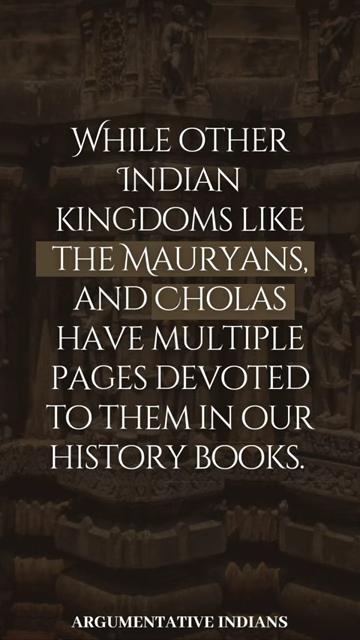 WHILE OTHER
INDIAN
KINGDOMS LIKE
THE MAURYANS,
AND CHOLAS
HAVE MULTIPLE
PAGES DEVOTED
TO THEM IN OUR
HISTORY BOOKS.
ARGUMENTATIVE INDIANS